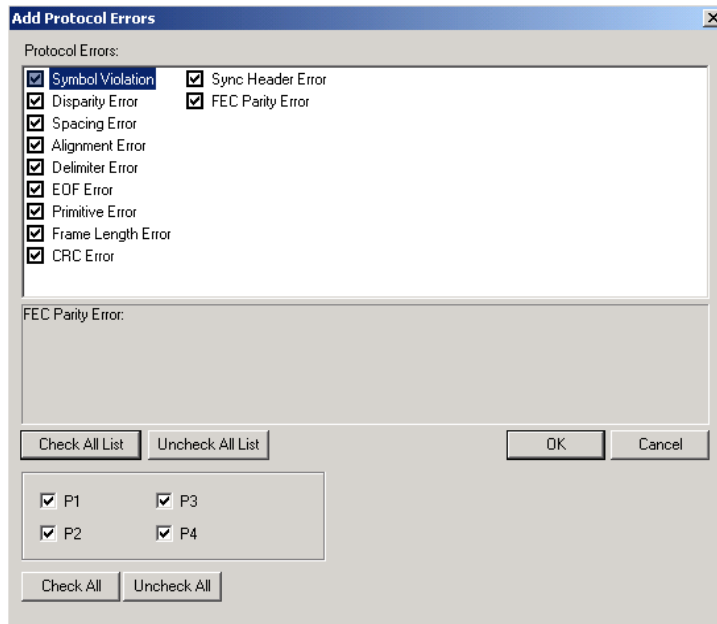 Add Protocol Errors
Protocol Errors:
Symbol Violation
Disparity Error
Spacing Error
Alignment Error
Delimiter Error
EOF Error
Primitive Error
Frame Length Error
CRC Error
Sync Header Error
FEC Parity Error
FEC Parity Error:
Check All List
Uncheck All List
OK
Cancel
P1
P3
P2
P4
Check All
Uncheck All